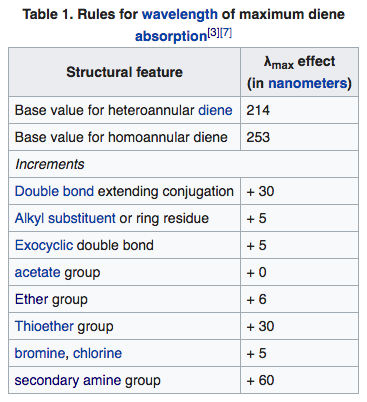 Table 1. Rules for wavelength of maximum diene
absorption[3][7]
Structural feature
λmax effect
(in nanometers)
Base value for heteroannular diene 214
Base value for homoannular diene 253
Increments
Double bond extending conjugation + 30
Alkyl substituent or ring residue + 5
Exocyclic double bond + 5
acetate group + 0
Ether group + 6
Thioether group + 30
bromine, chlorine + 5
secondary amine group + 60